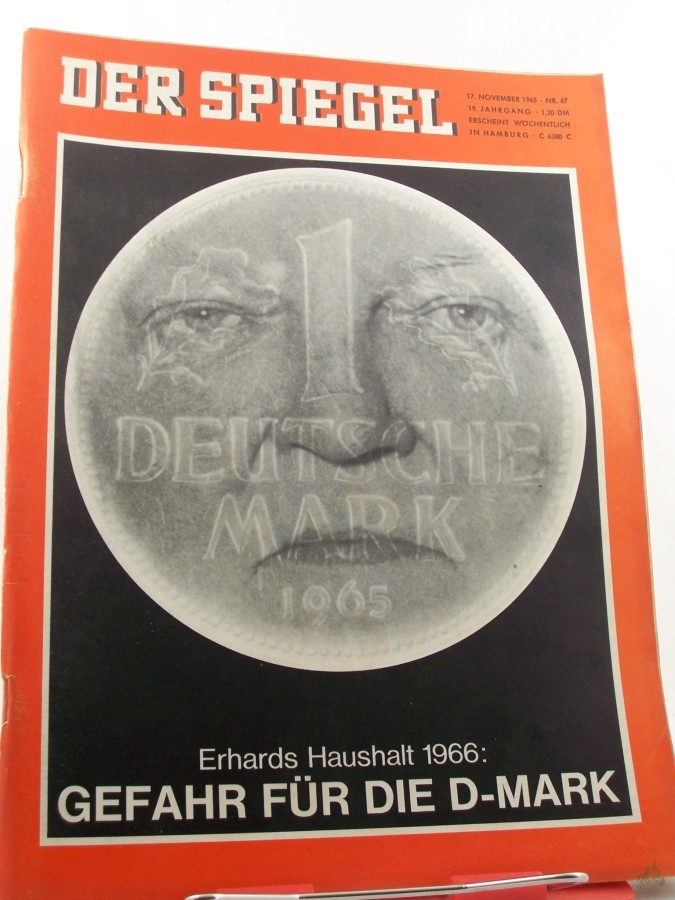 DER SPIEGEL
17. NOVEMBER 1965 · NR. 47
19. JAHRGANG · 1,20 DM
ERSCHEINT WÖCHENTLICH
IN HAMBURG · C 6380 C
1
DEUTSCHE
MARK
1965
Erhards Haushalt 1966:
GEFAHR FÜR DIE D-MARK